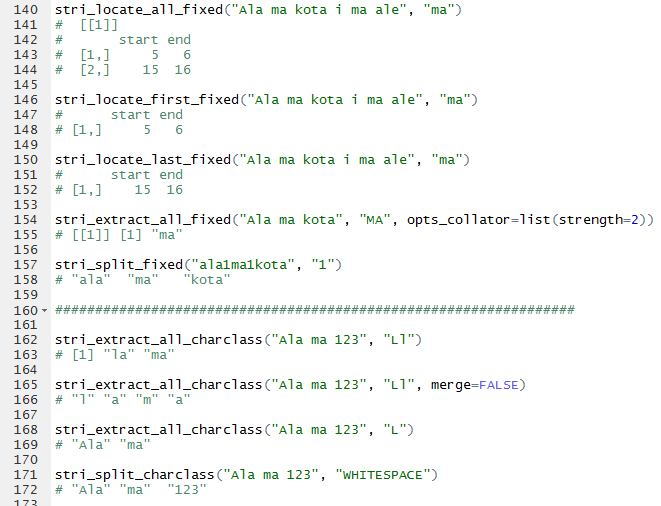 140 stri_locate_all_fixed("Ala ma kota i ma ale", "ma")
141 #  [[1]]
142 #       start end
143 #  [1,]     5   6
144 #  [2,]    15  16
145
146 stri_locate_first_fixed("Ala ma kota i ma ale", "ma")
147 #      start end
148 # [1,]     5   6
149
150 stri_locate_last_fixed("Ala ma kota i ma ale", "ma")
151 #      start end
152 # [1,]    15  16
153
154 stri_extract_all_fixed("Ala ma kota", "MA", opts_collator=list(strength=2))
155 # [[1]] [1] "ma"
156
157 stri_split_fixed("ala1ma1kota", "1")
158 # "ala"  "ma"   "kota"
159
160 #################################################################
161
162 stri_extract_all_charclass("Ala ma 123", "Ll")
163 # [1] "la" "ma"
164
165 stri_extract_all_charclass("Ala ma 123", "Ll", merge=FALSE)
166 # "l" "a" "m" "a"
167
168 stri_extract_all_charclass("Ala ma 123", "L")
169 # "Ala" "ma"
170
171 stri_split_charclass("Ala ma 123", "WHITESPACE")
172 # "Ala" "ma"  "123"
173